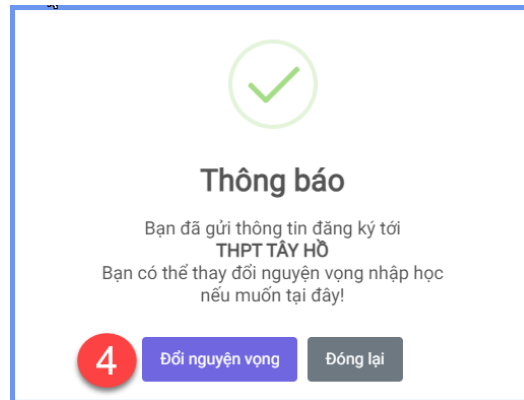 Thông báo
Bạn đã gửi thông tin đăng ký tới
THPT TÂY HỒ
Bạn có thể thay đổi nguyện vọng nhập học
nếu muốn tại đây!
4 Đổi nguyện vọng Đóng lại